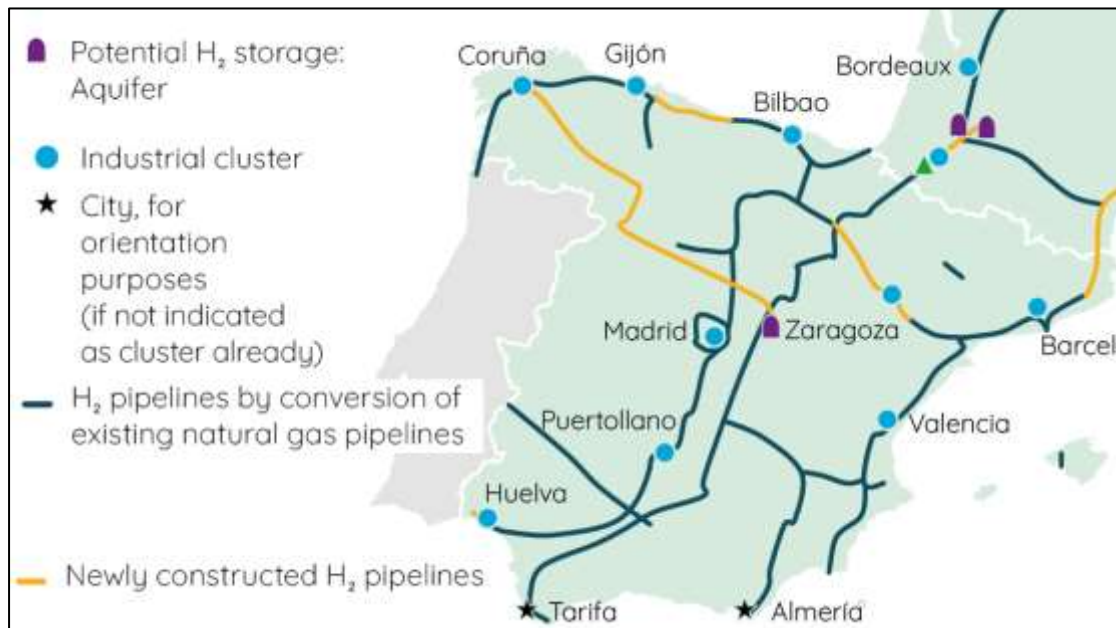 Potential H₂ storage:
Aquifer
Industrial cluster
City, for
orientation
purposes
(if not indicated
as cluster already)
H₂ pipelines by conversion of
existing natural gas pipelines
Newly constructed H₂ pipelines
Coruña
Gijón
Bilbao
Bordeaux
Madrid
Zaragoza
Barcel
Puertollano
Valencia
Huelva
Tarifa
Almería